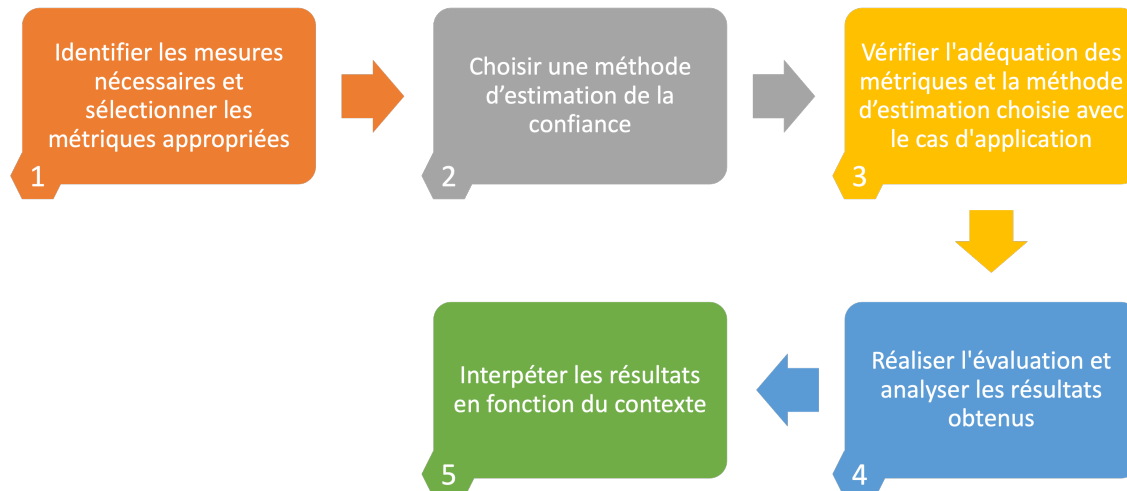 Identifier les mesures
nécessaires et
sélectionner les
métriques appropriées
1
Choisir une méthode
d’estimation de la
confiance
2
Vérifier l'adéquation des
métriques et la méthode
d’estimation choisie avec
le cas d'application
3
Réaliser l'évaluation et
analyser les résultats
obtenus
4
Interpéter les résultats
en fonction du contexte
5